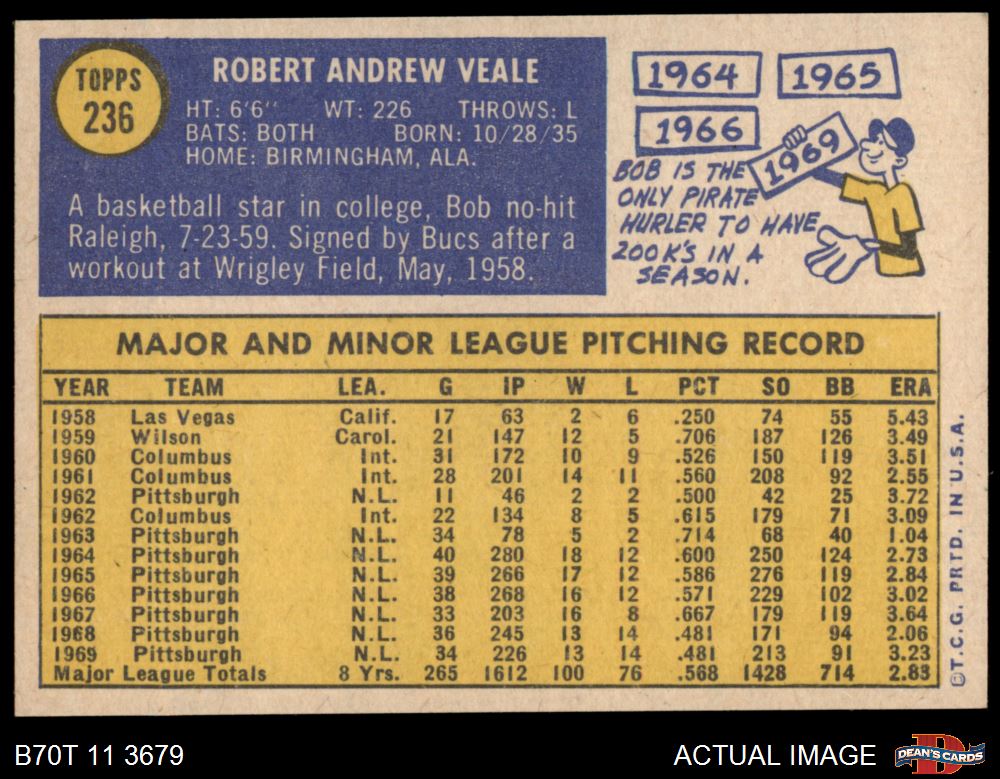 TOPPS
236
ROBERT ANDREW VEALE
HT: 6'6" WT: 226 THROWS: L
BATS: BOTH BORN: 10/28/35
HOME: BIRMINGHAM, ALA.
A basketball star in college, Bob no-hit
Raleigh, 7-23-59. Signed by Bucs after a
workout at Wrigley Field, May, 1958.
1964 1965
1966
1969
BOB IS THE
ONLY PIRATE
HURLER TO HAVE
200 K'S IN A
SEASON.
MAJOR AND MINOR LEAGUE PITCHING RECORD
YEAR TEAM LEA. G IP W L PCT SO BB ERA
1958 Las Vegas Calif. 17 63 2 6 .250 74 55 5.43
1959 Wilson Carol. 21 147 12 5 .706 187 126 3.49
1960 Columbus Int. 31 172 10 9 .526 150 119 3.51
1961 Columbus Int. 28 201 14 11 .560 208 92 2.55
1962 Pittsburgh N.L. 11 46 2 2 .500 42 25 3.72
1962 Columbus Int. 22 134 8 5 .615 179 71 3.09
1963 Pittsburgh N.L. 34 78 5 2 .714 68 40 1.04
1964 Pittsburgh N.L. 40 280 18 12 .600 250 124 2.73
1965 Pittsburgh N.L. 39 266 17 12 .586 276 119 2.84
1966 Pittsburgh N.L. 38 268 16 12 .571 229 102 3.02
1967 Pittsburgh N.L. 33 203 16 8 .667 179 119 3.64
1968 Pittsburgh N.L. 36 245 13 14 .481 171 94 2.06
1969 Pittsburgh N.L. 34 226 13 14 .481 213 91 3.23
Major League Totals 8 Yrs. 265 1612 100 76 .568 1428 714 2.83
©T.C.G. PRTD. IN U.S.A.
B70T 11 3679
ACTUAL IMAGE
D
DEAN'S CARDS